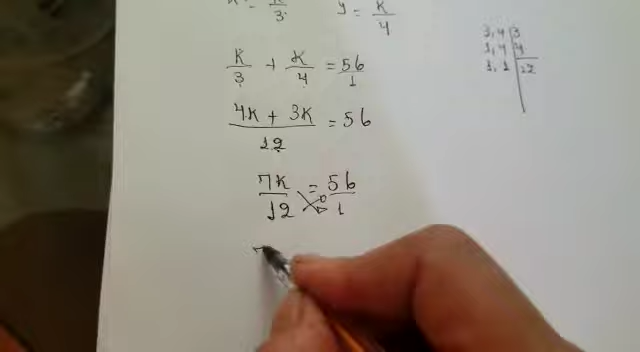 x = K/3 y = K/4
K/3 + K/4 = 56/1
4K + 3K/12 = 56
7K/12 = 56/1
3, 4 | 3
1, 4 | 4
1, 1 | 12